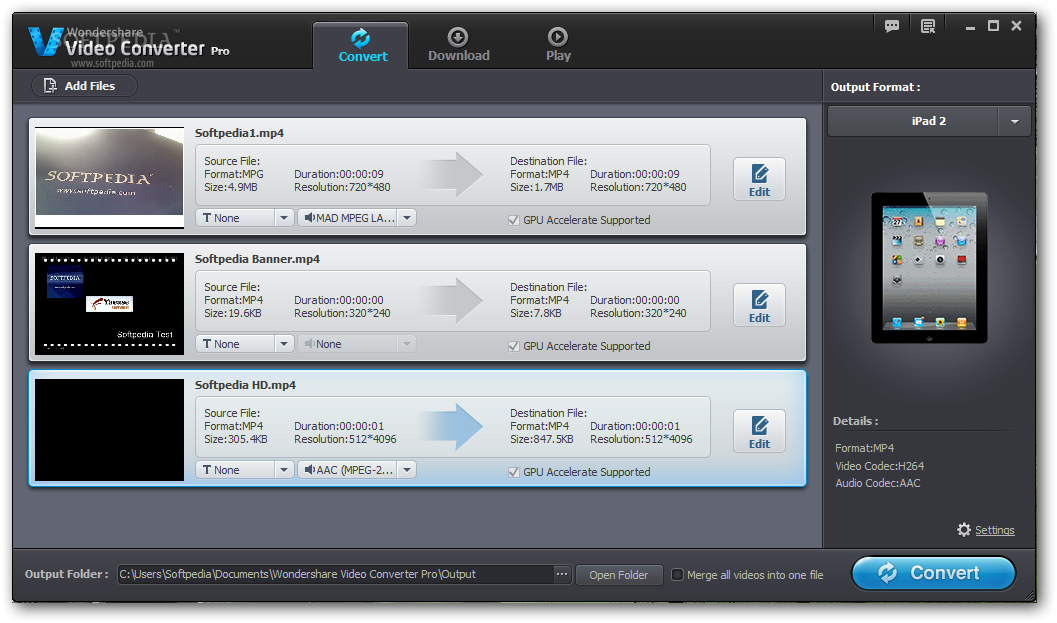 Wondershare
SOFTPEDIA
Video Converter Pro
www.softpedia.com
Convert
Download
Play
Add Files
Output Format :
iPad 2
Softpedia1.mp4
SOFTPEDIA
www.softpedia.com
Source File:
Format:MPG Duration:00:00:09
Size:4.9MB Resolution:720*480
Destination File:
Format:MP4 Duration:00:00:09
Size:1.7MB Resolution:720*480
Edit
T None
MAD MPEG LA...
GPU Accelerate Supported
Softpedia Banner.mp4
SOFTPEDIA
Softpedia Test
Source File:
Format:MP4 Duration:00:00:00
Size:19.6KB Resolution:320*240
Destination File:
Format:MP4 Duration:00:00:00
Size:7.8KB Resolution:320*240
Edit
T None
None
GPU Accelerate Supported
Softpedia HD.mp4
Source File:
Format:MP4 Duration:00:00:01
Size:305.4KB Resolution:512*4096
Destination File:
Format:MP4 Duration:00:00:01
Size:847.5KB Resolution:512*4096
Edit
T None
AAC (MPEG-2...
GPU Accelerate Supported
Details :
Format:MP4
Video Codec:H264
Audio Codec:AAC
Settings
Output Folder : C:\Users\Softpedia\Documents\Wondershare Video Converter Pro\Output ...
Open Folder
Merge all videos into one file
Convert